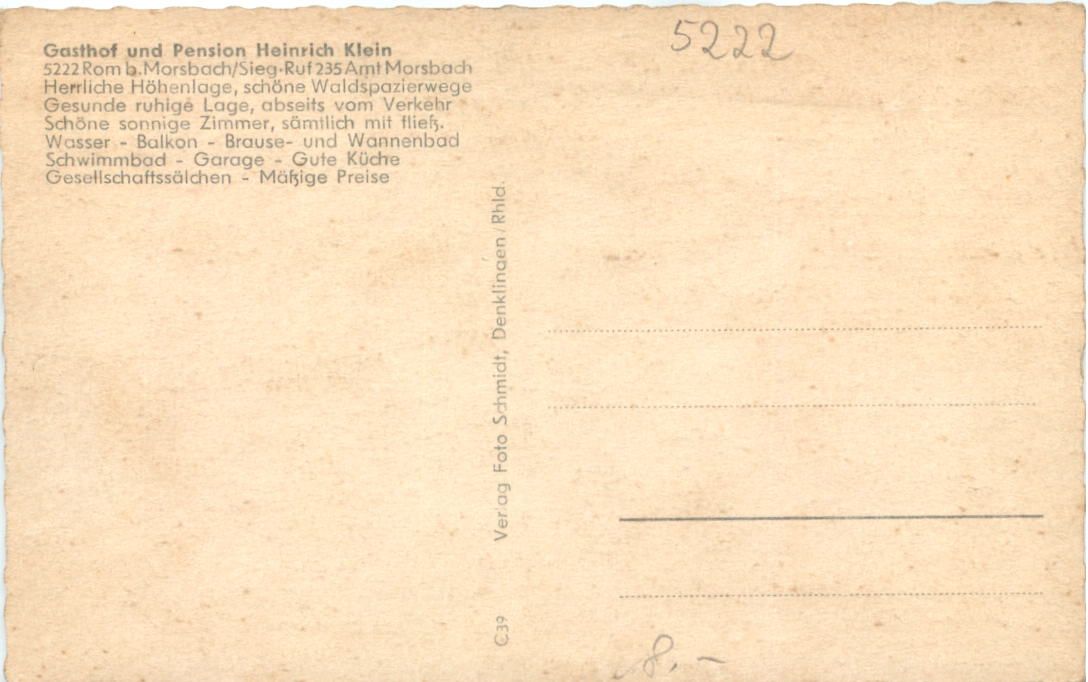 Gasthof und Pension Heinrich Klein
5222 Rom b. Morsbach/Sieg-Ruf 235 Amt Morsbach
Herrliche Höhenlage, schöne Waldspazierwege
Gesunde ruhige Lage, abseits vom Verkehr
Schöne sonnige Zimmer, sämtlich mit fließ.
Wasser - Balkon - Brause- und Wannenbad
Schwimmbad - Garage - Gute Küche
Gesellschaftssälchen - Mäßige Preise
Verlag Foto Schmidt, Denklingen/Rhld.
C39
5222
8.-